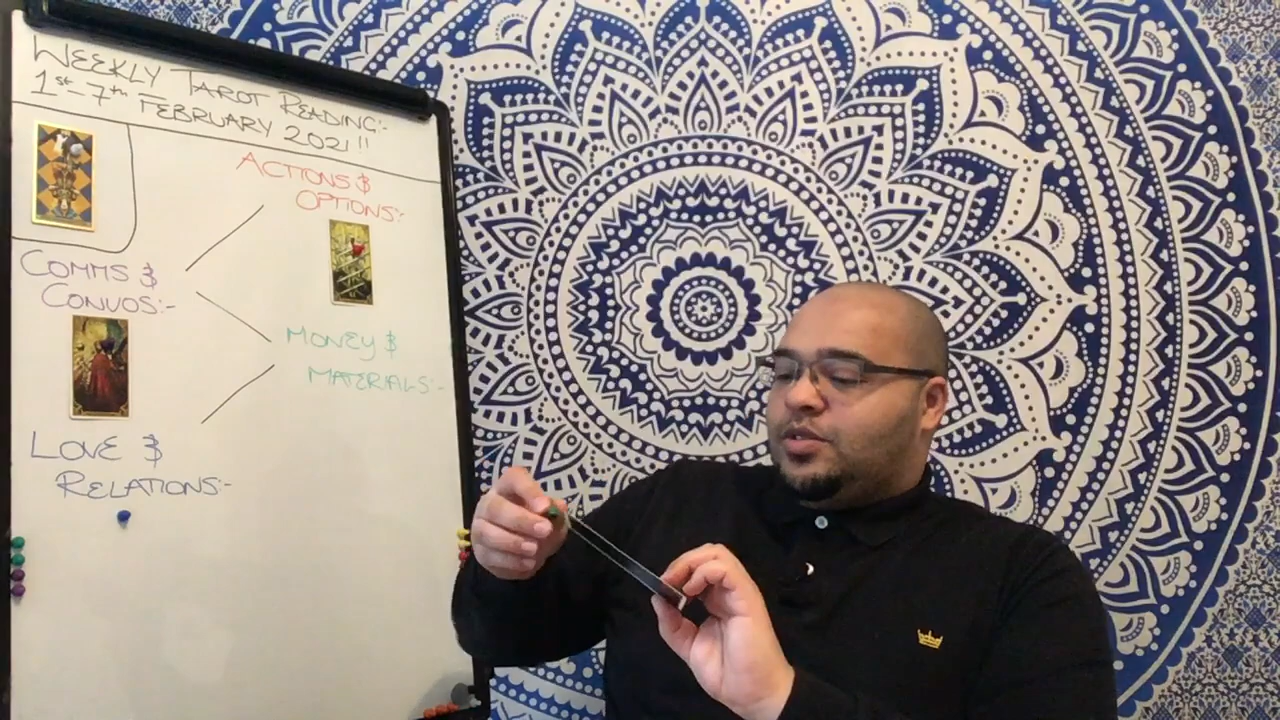 WEEKLY TAROT READING:-
1st - 7th FEBRUARY 2021!!
ACTIONS &
OPTIONS:-
COMMS &
CONVOS:-
MONEY &
MATERIALS:-
LOVE &
RELATIONS:-